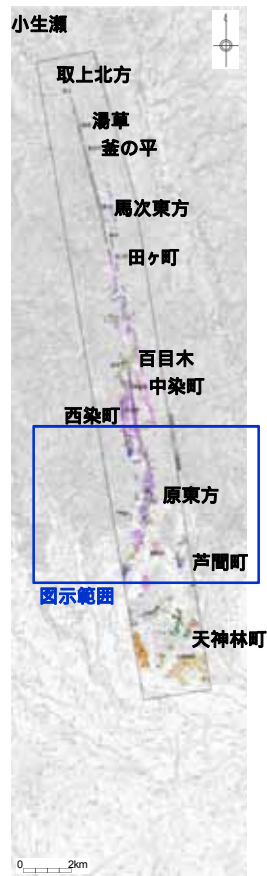 小生瀬
取上北方
湯草
釜の平
馬次東方
田ヶ町
百目木
中染町
西染町
原東方
芦間町
図示範囲
天神林町
0 2km